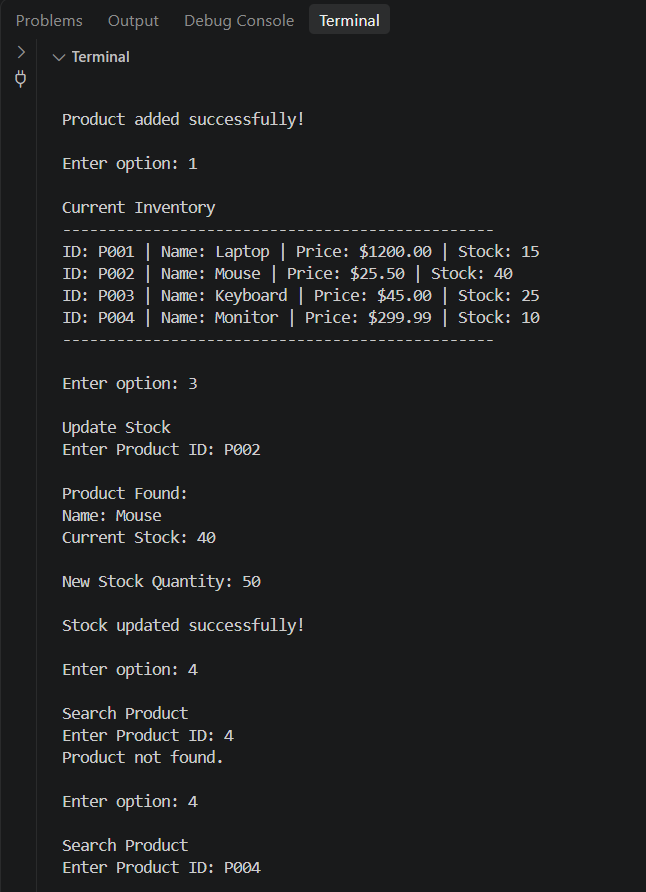 Problems Output Debug Console Terminal
Terminal
Product added successfully!
Enter option: 1
Current Inventory
------------------------------------------------
ID: P001 | Name: Laptop | Price: $1200.00 | Stock: 15
ID: P002 | Name: Mouse | Price: $25.50 | Stock: 40
ID: P003 | Name: Keyboard | Price: $45.00 | Stock: 25
ID: P004 | Name: Monitor | Price: $299.99 | Stock: 10
------------------------------------------------
Enter option: 3
Update Stock
Enter Product ID: P002
Product Found:
Name: Mouse
Current Stock: 40
New Stock Quantity: 50
Stock updated successfully!
Enter option: 4
Search Product
Enter Product ID: 4
Product not found.
Enter option: 4
Search Product
Enter Product ID: P004